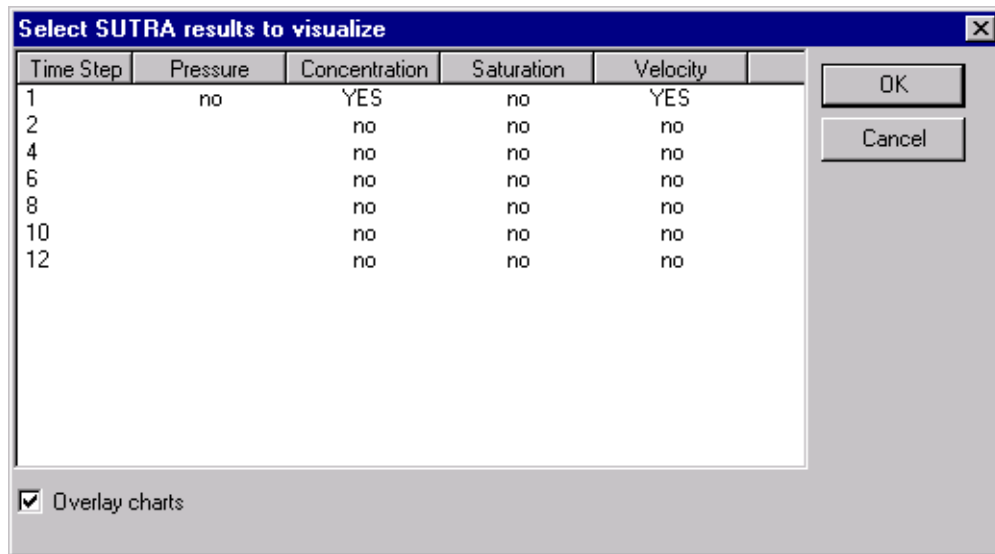 Select SUTRA results to visualize
Time Step Pressure Concentration Saturation Velocity
OK
1 no YES no YES
2 no no no
Cancel
4 no no no
6 no no no
8 no no no
10 no no no
12 no no no
Overlay charts